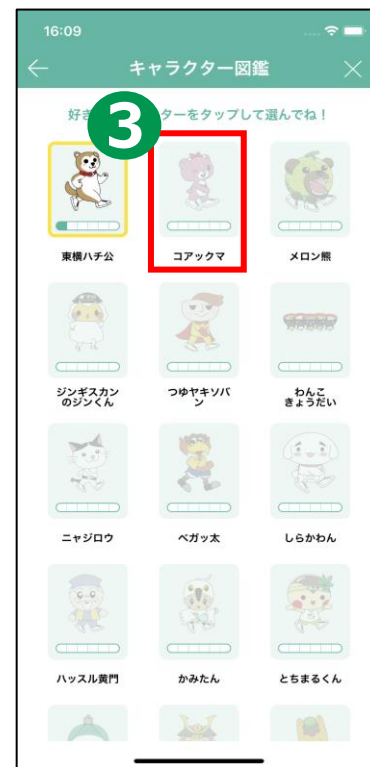 16:09
キャラクター図鑑
好き
ターをタップして選んでね！
3
東横ハチ公
コアックマ
メロン熊
ジンギスカン
のジンくん
つゆヤキソバ
ン
わんこ
きょうだい
ニャジロウ
ベガッ太
しらかわん
ハッスル黄門
かみたん
とちまるくん